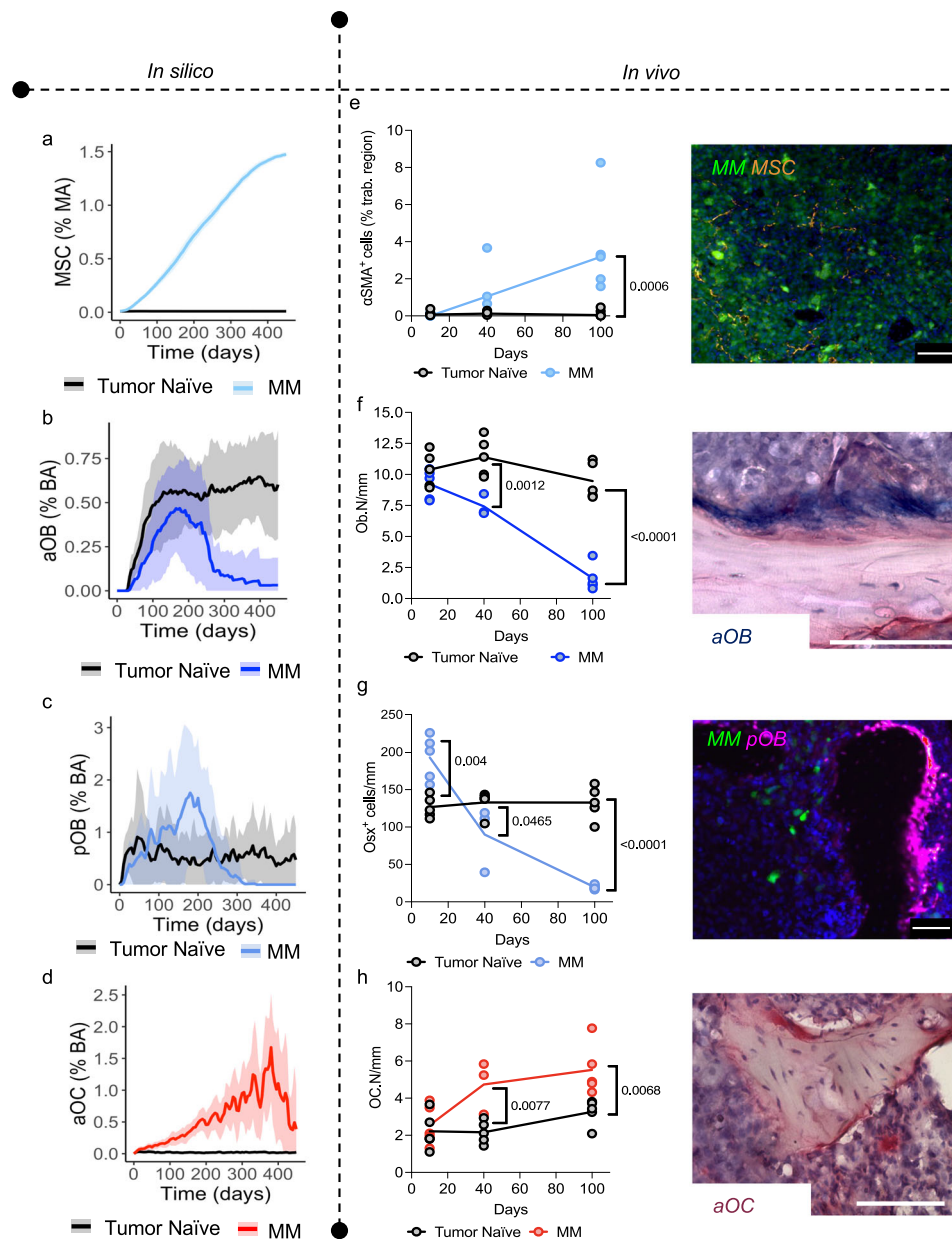 In silico
In vivo
a
MSC (% MA)
1.5
1.0
0.5
0.0
0 100 200 300 400
Time (days)
Tumor Naïve MM
b
aOB (% BA)
0.75
0.50
0.25
0.00
0 100 200 300 400
Time (days)
Tumor Naïve MM
c
pOB (% BA)
3
2
1
0
0 100 200 300 400
Time (days)
Tumor Naïve MM
d
aOC (% BA)
2.5
2.0
1.5
1.0
0.5
0.0
0 100 200 300 400
Time (days)
Tumor Naïve MM
e
αSMA+ cells (% trab. region)
10
8
6
4
2
0
0.0006
0 20 40 60 80 100
Days
Tumor Naïve MM
MM MSC
f
Ob.N/mm
15.0
12.5
10.0
7.5
5.0
2.5
0.0
0.0012
<0.0001
0 20 40 60 80 100
Days
Tumor Naïve MM
aOB
g
Osx+ cells/mm
250
200
150
100
50
0
0.004
0.0465
<0.0001
0 20 40 60 80 100
Days
Tumor Naïve MM
MM pOB
h
OC.N/mm
10
8
6
4
2
0
0.0077
0.0068
0 20 40 60 80 100
Days
Tumor Naïve MM
aOC